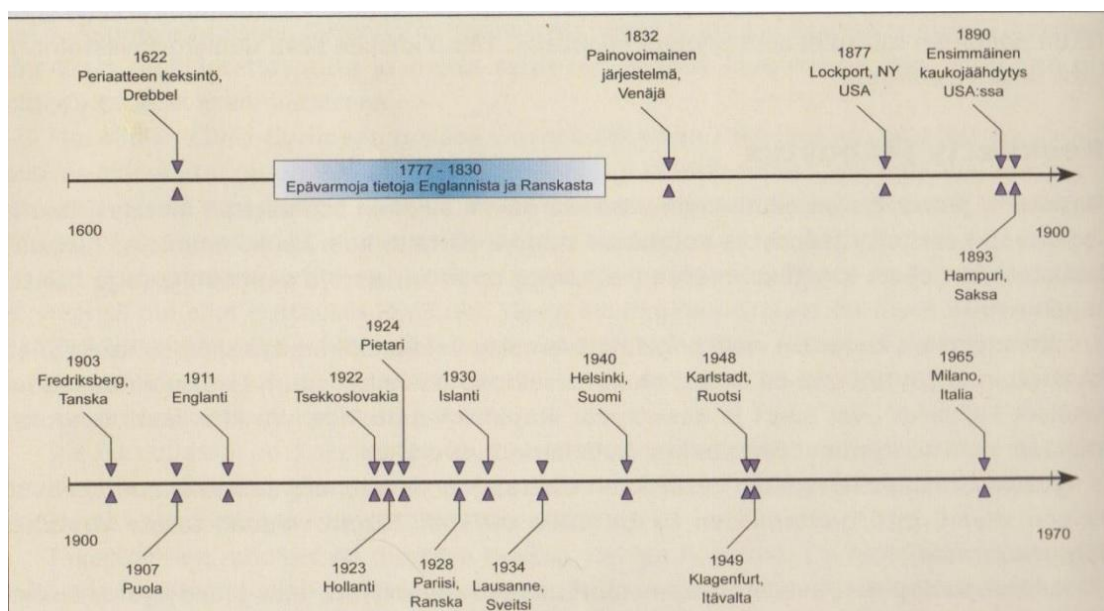 1622
Periaatteen keksintö,
Drebbel
1777 - 1830
Epävarmoja tietoja Englannista ja Ranskasta
1832
Painovoimainen
järjestelmä,
Venäjä
1877
Lockport, NY
USA
1890
Ensimmäinen
kaukojäähdytys
USA:ssa
1600
1900
1893
Hampuri,
Saksa
1903
Fredriksberg,
Tanska
1911
Englanti
1922
Tsekkoslovakia
1924
Pietari
1930
Islanti
1940
Helsinki,
Suomi
1948
Karlstadt,
Ruotsi
1965
Milano,
Italia
1900
1970
1907
Puola
1923
Hollanti
1928
Pariisi,
Ranska
1934
Lausanne,
Sveitsi
1949
Klagenfurt,
Itävalta